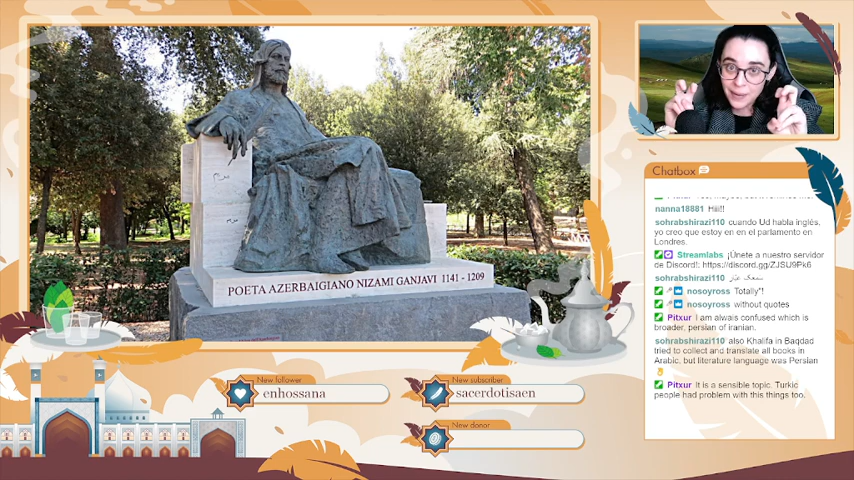 POETA AZERBAIGIANO NIZAMI GANJAVI 1141 - 1209
New follower
enhossana
New subscriber
sacerdotisaen
New donor
Chatbox
nanna18881 Hiii!!
sohrabshirazi110 cuando Ud habla inglés,
yo creo que estoy en en el parlamento en
Londres.
Streamlabs ¡Únete a nuestro servidor
de Discord!: https://discord.gg/ZJSU9Pk6
sohrabshirazi110
nosoyross Totally"!
nosoyross without quotes
Pitxur I am alwais confused which is
broader, persian of iranian.
sohrabshirazi110 also Khalifa in Baqdad
tried to collect and translate all books in
Arabic, but literature language was Persian
Pitxur It is a sensible topic. Turkic
people had problem with this things too.